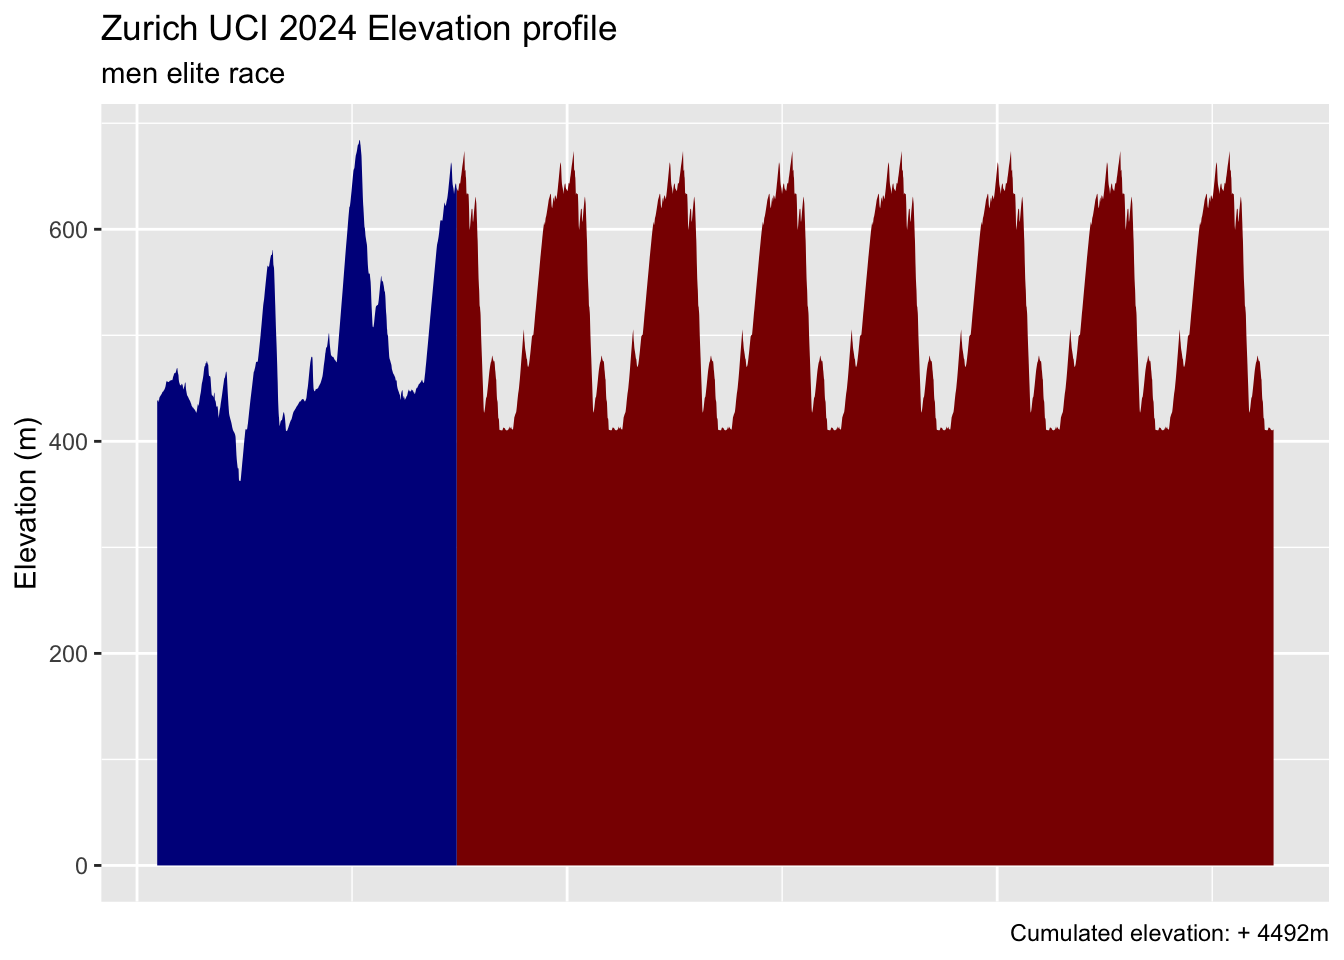 Zurich UCI 2024 Elevation profile
men elite race
Elevation (m)
600
400
200
0
Cumulated elevation: + 4492m